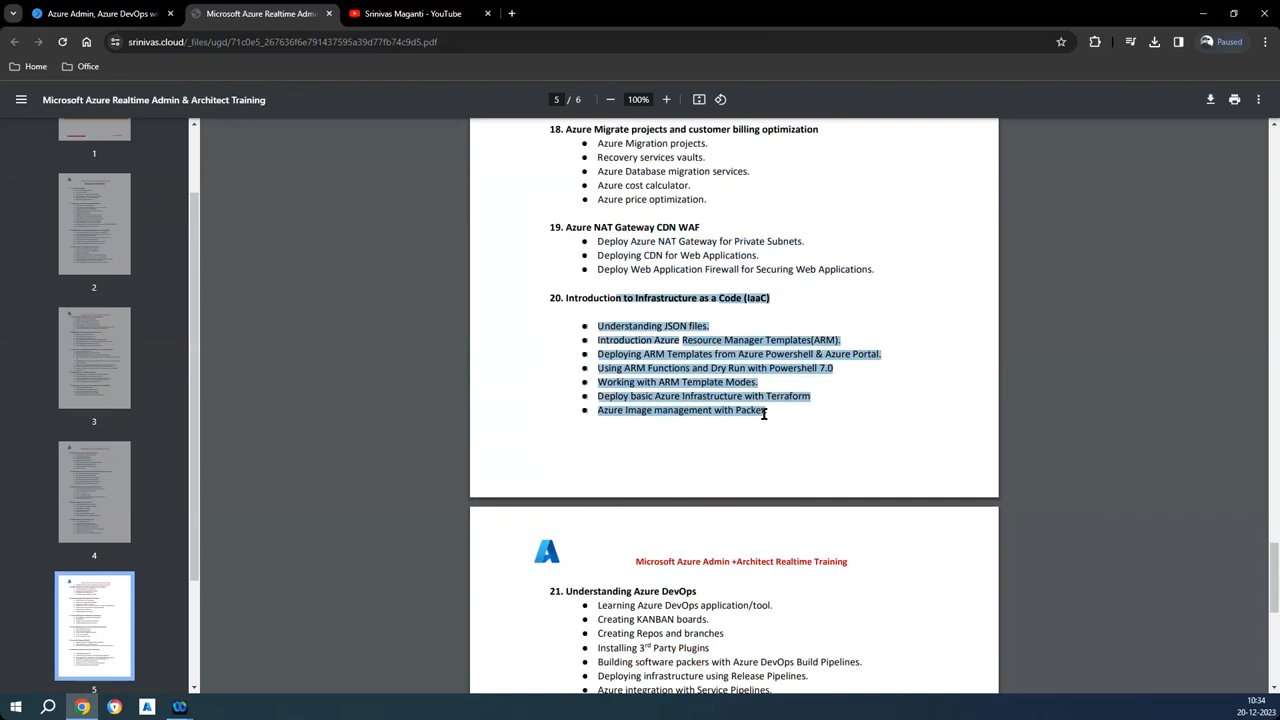 Azure Admin, Azure DevOps wi
Microsoft Azure Realtime Admin
Srinivas Maganti - YouTube
srinivas.cloud/_files/ugd/71c0e5_267636f6e791437595a39d77fb74c9d5.pdf
Paused
Home
Office
Microsoft Azure Realtime Admin & Architect Training
5 / 6
100%
1
2
3
4
5
18. Azure Migrate projects and customer billing optimization
● Azure Migration projects.
● Recovery services vaults.
● Azure Database migration services.
● Azure cost calculator.
● Azure price optimization.
19. Azure NAT Gateway CDN WAF
● Deploy Azure NAT Gateway for Private Subnets.
● Deploying CDN for Web Applications.
● Deploy Web Application Firewall for Securing Web Applications.
20. Introduction to Infrastructure as a Code (IaaC)
● Understanding JSON files.
● Introduction Azure Resource Manager Templates(ARM).
● Deploying ARM Templates from Azure Powershell & Azure Portal.
● Using ARM Functions and Dry Run with Powershell 7.0
● Working with ARM Template Modes.
● Deploy basic Azure Infrastructure with Terraform
● Azure Image management with Packer
Microsoft Azure Admin +Architect Realtime Training
21. Understanding Azure DevOps
● Learning Azure DevOps application/tool.
● Creating KANBAN boards.
● Creating Repos and branches
● Installing 3rd Party Plugins
● Building software packers with Azure DevOps Build Pipelines.
● Deploying infrastructure using Release Pipelines.
● Azure integration with Service Pipelines.
10:34
20-12-2023